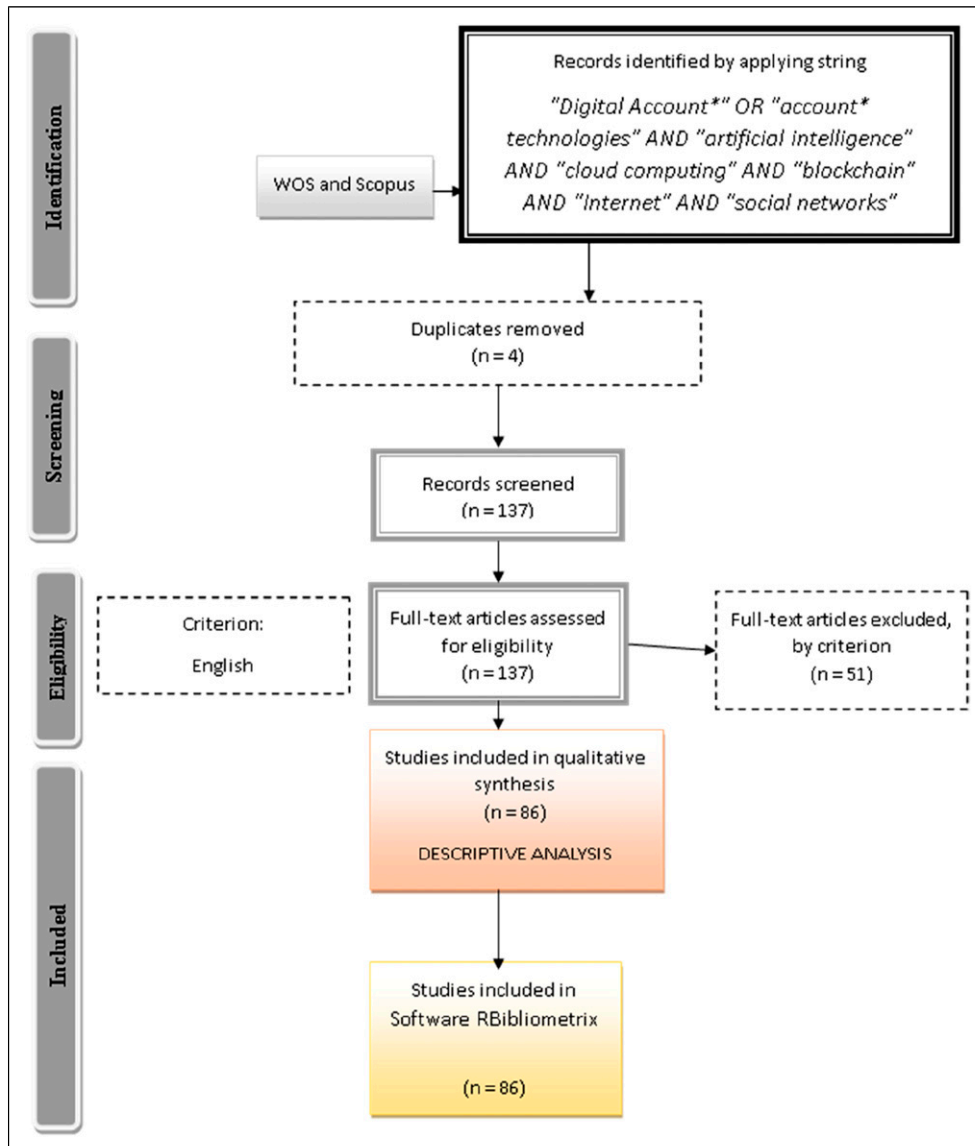 Identification
Records identified by applying string
"Digital Account*" OR "account*
technologies" AND "artificial intelligence"
AND "cloud computing" AND "blockchain"
AND "Internet" AND "social networks"
WOS and Scopus
Duplicates removed
(n = 4)
Screening
Records screened
(n = 137)
Eligibility
Criterion:
English
Full-text articles assessed
for eligibility
(n = 137)
Full-text articles excluded,
by criterion
(n = 51)
Included
Studies included in qualitative
synthesis
(n = 86)
DESCRIPTIVE ANALYSIS
Studies included in
Software RBibliometrix
(n = 86)